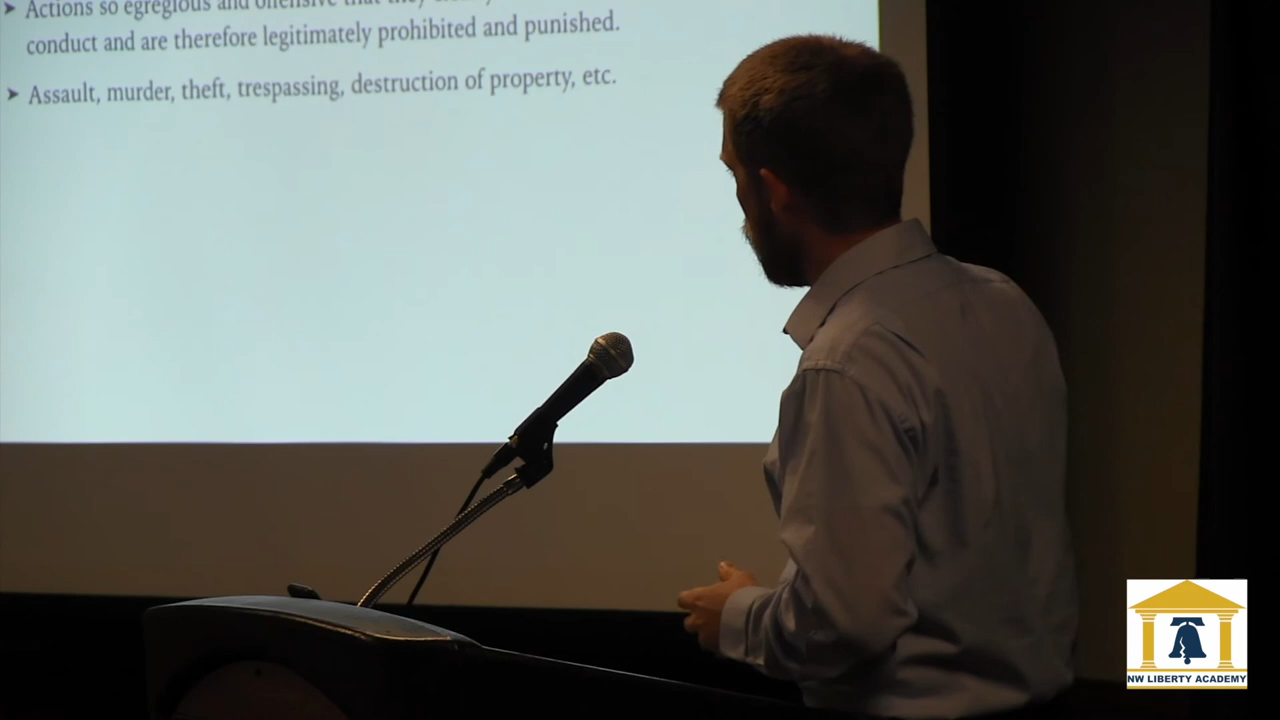 ➤ Actions so egregious and offensive that they
conduct and are therefore legitimately prohibited and punished.
➤ Assault, murder, theft, trespassing, destruction of property, etc.
NW LIBERTY ACADEMY